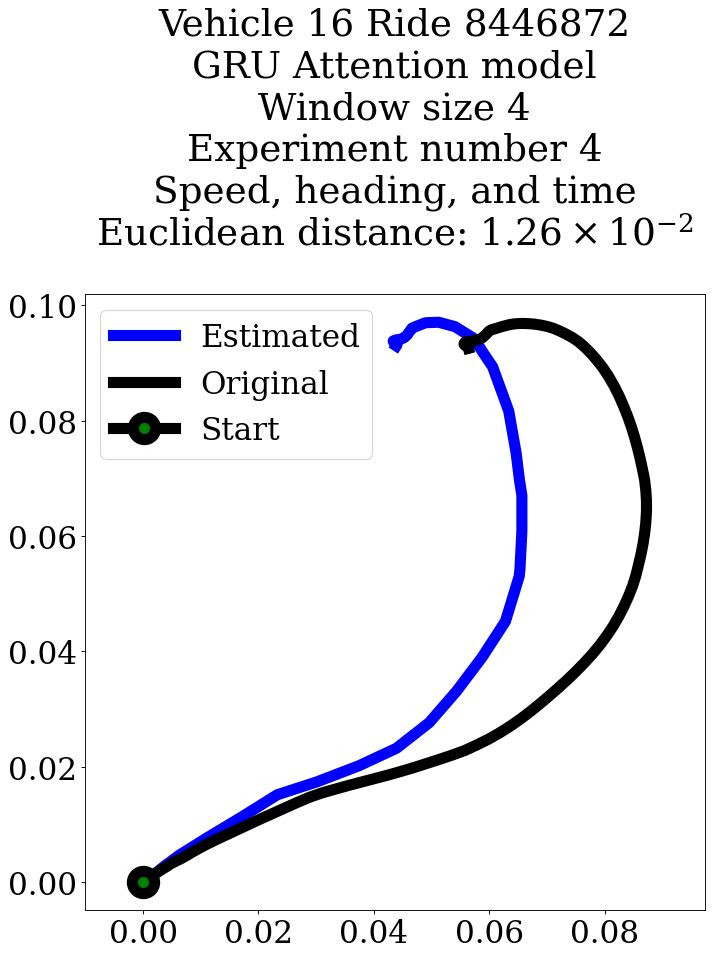 Vehicle 16 Ride 8446872
GRU Attention model
Window size 4
Experiment number 4
Speed, heading, and time
Euclidean distance: 1.26 × 10⁻²
0.10
Estimated
Original
Start
0.08
0.06
0.04
0.02
0.00
0.00 0.02 0.04 0.06 0.08